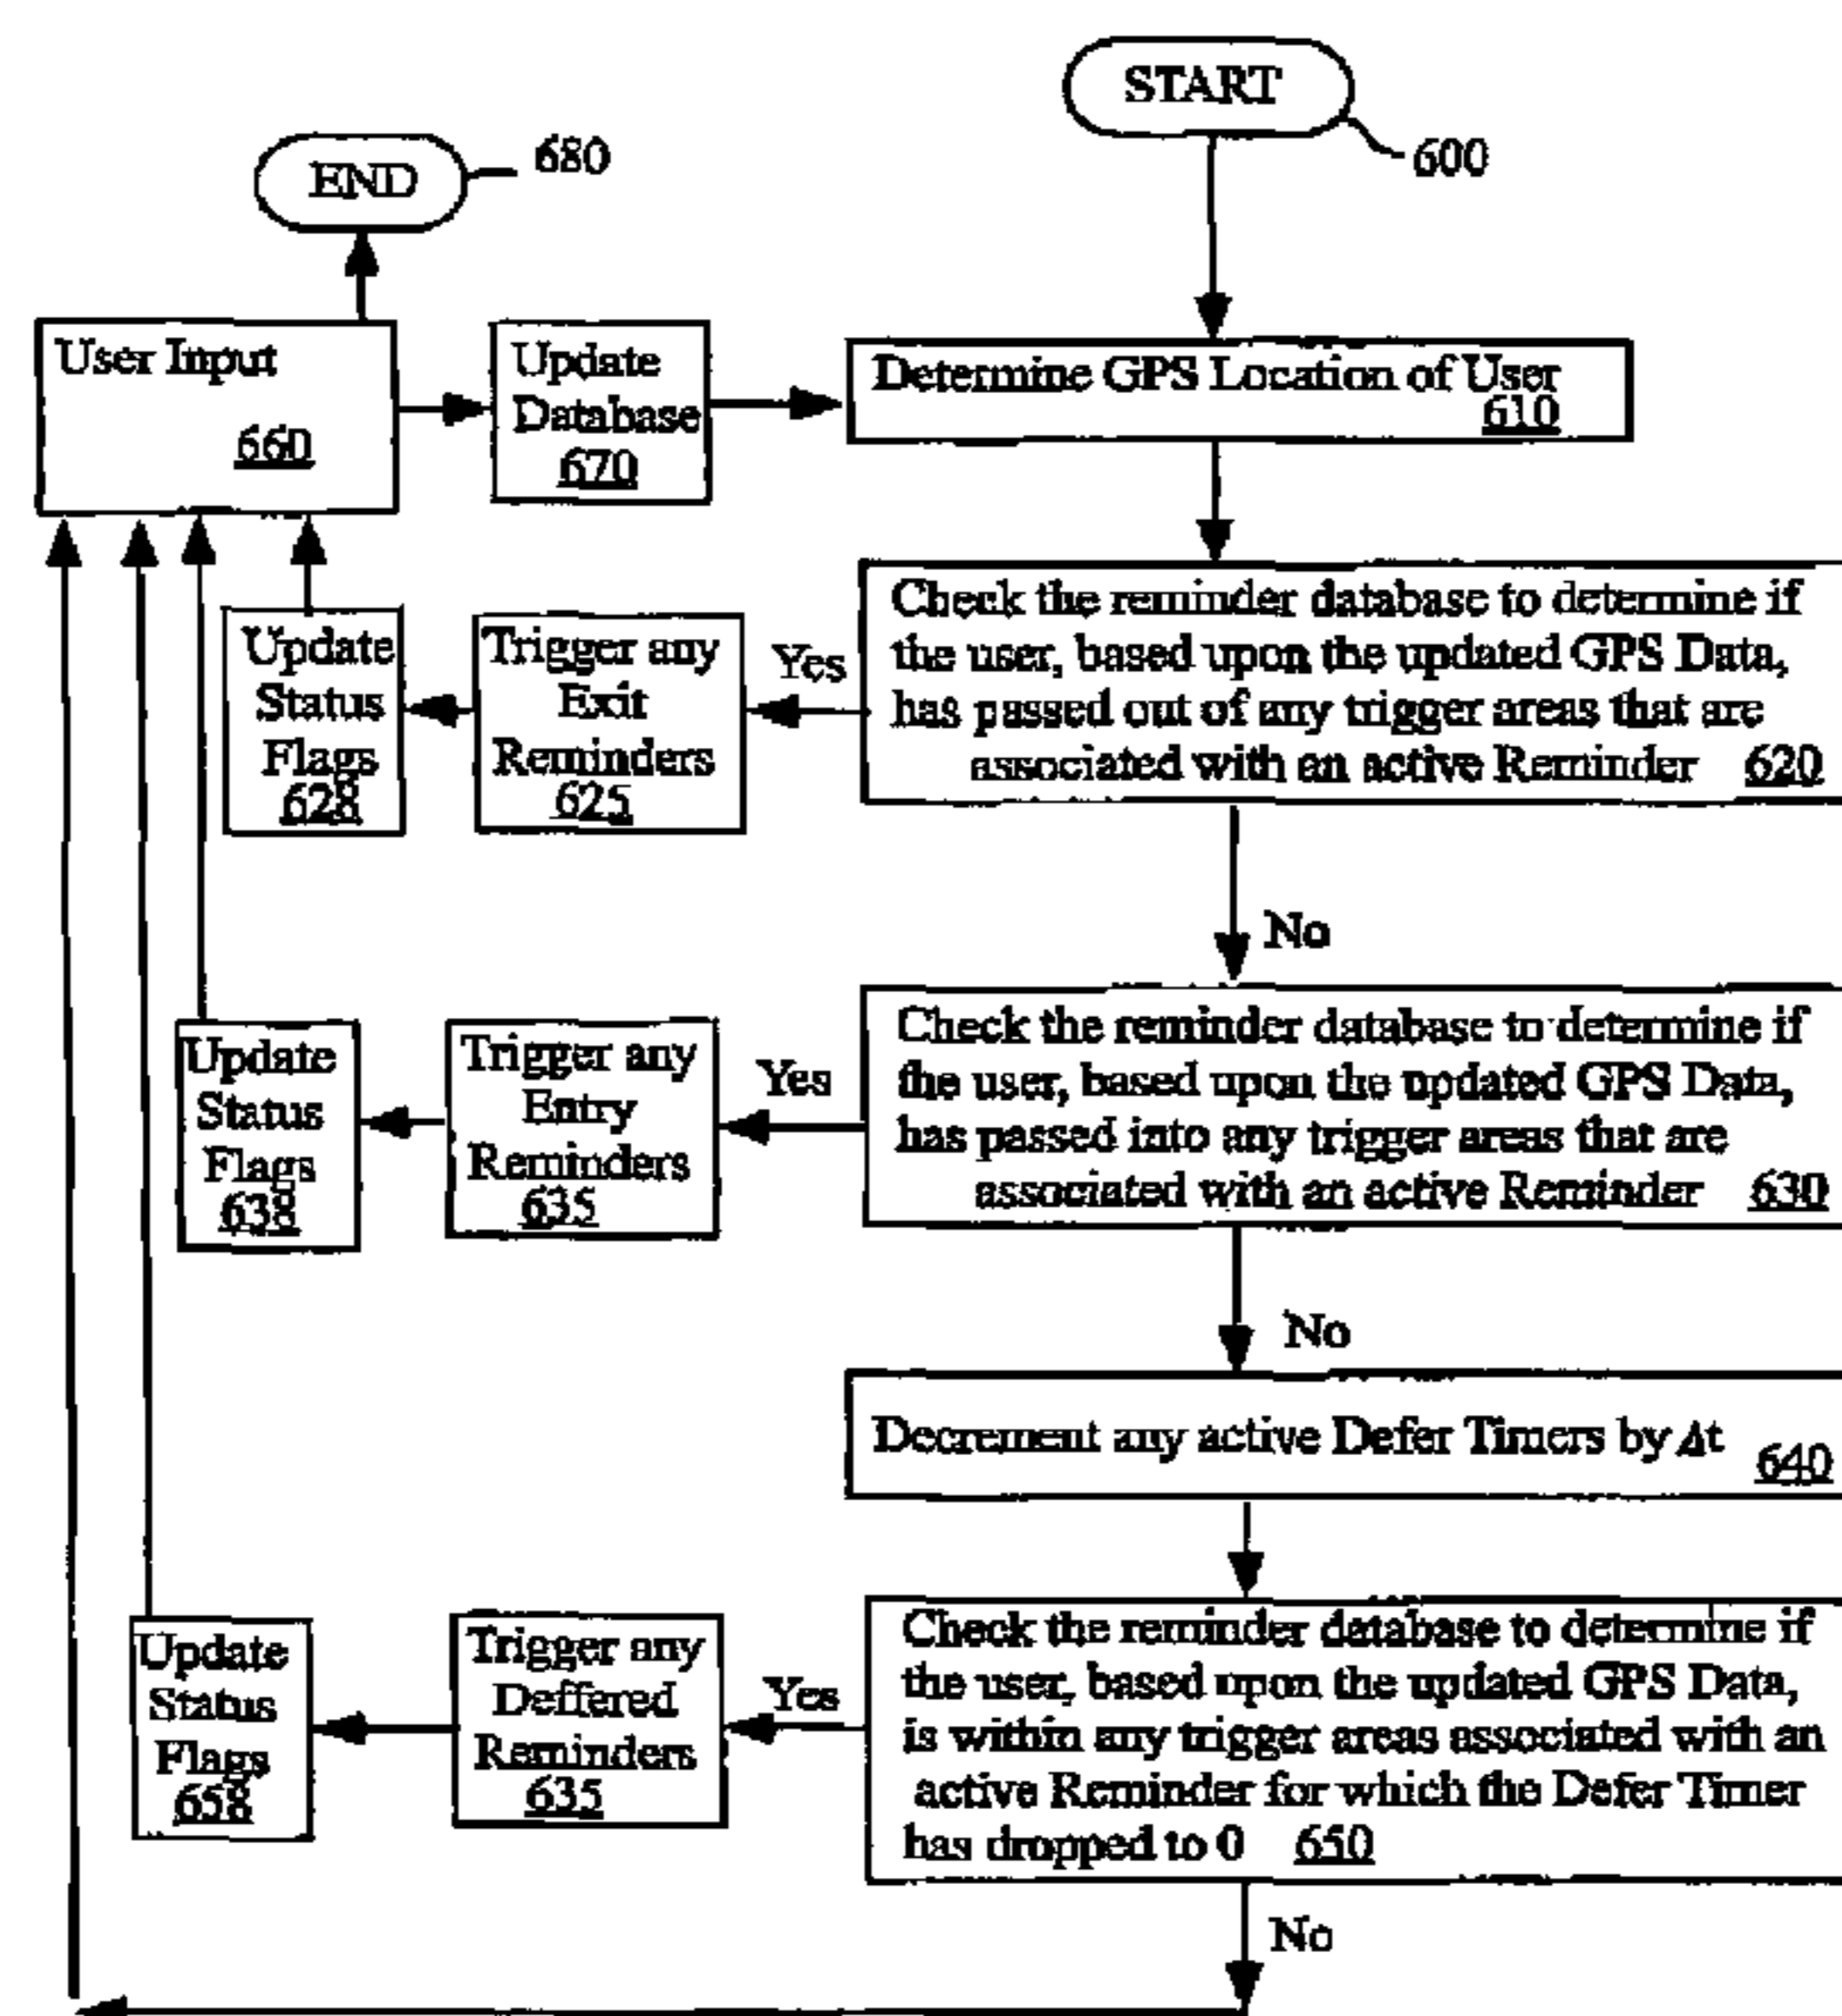 START
600
END
680
User Input
660
Update
Database
670
Determine GPS Location of User
610
Check the reminder database to determine if
the user, based upon the updated GPS Data,
has passed out of any trigger areas that are
associated with an active Reminder 620
Yes
Trigger any
Exit
Reminders
625
Update
Status
Flags
628
No
Check the reminder database to determine if
the user, based upon the updated GPS Data,
has passed into any trigger areas that are
associated with an active Reminder 630
Yes
Trigger any
Entry
Reminders
635
Update
Status
Flags
638
No
Decrement any active Defer Timers by Δt
640
Check the reminder database to determine if
the user, based upon the updated GPS Data,
is within any trigger areas associated with an
active Reminder for which the Defer Timer
has dropped to 0 650
Yes
Trigger any
Deffered
Reminders
635
Update
Status
Flags
658
No